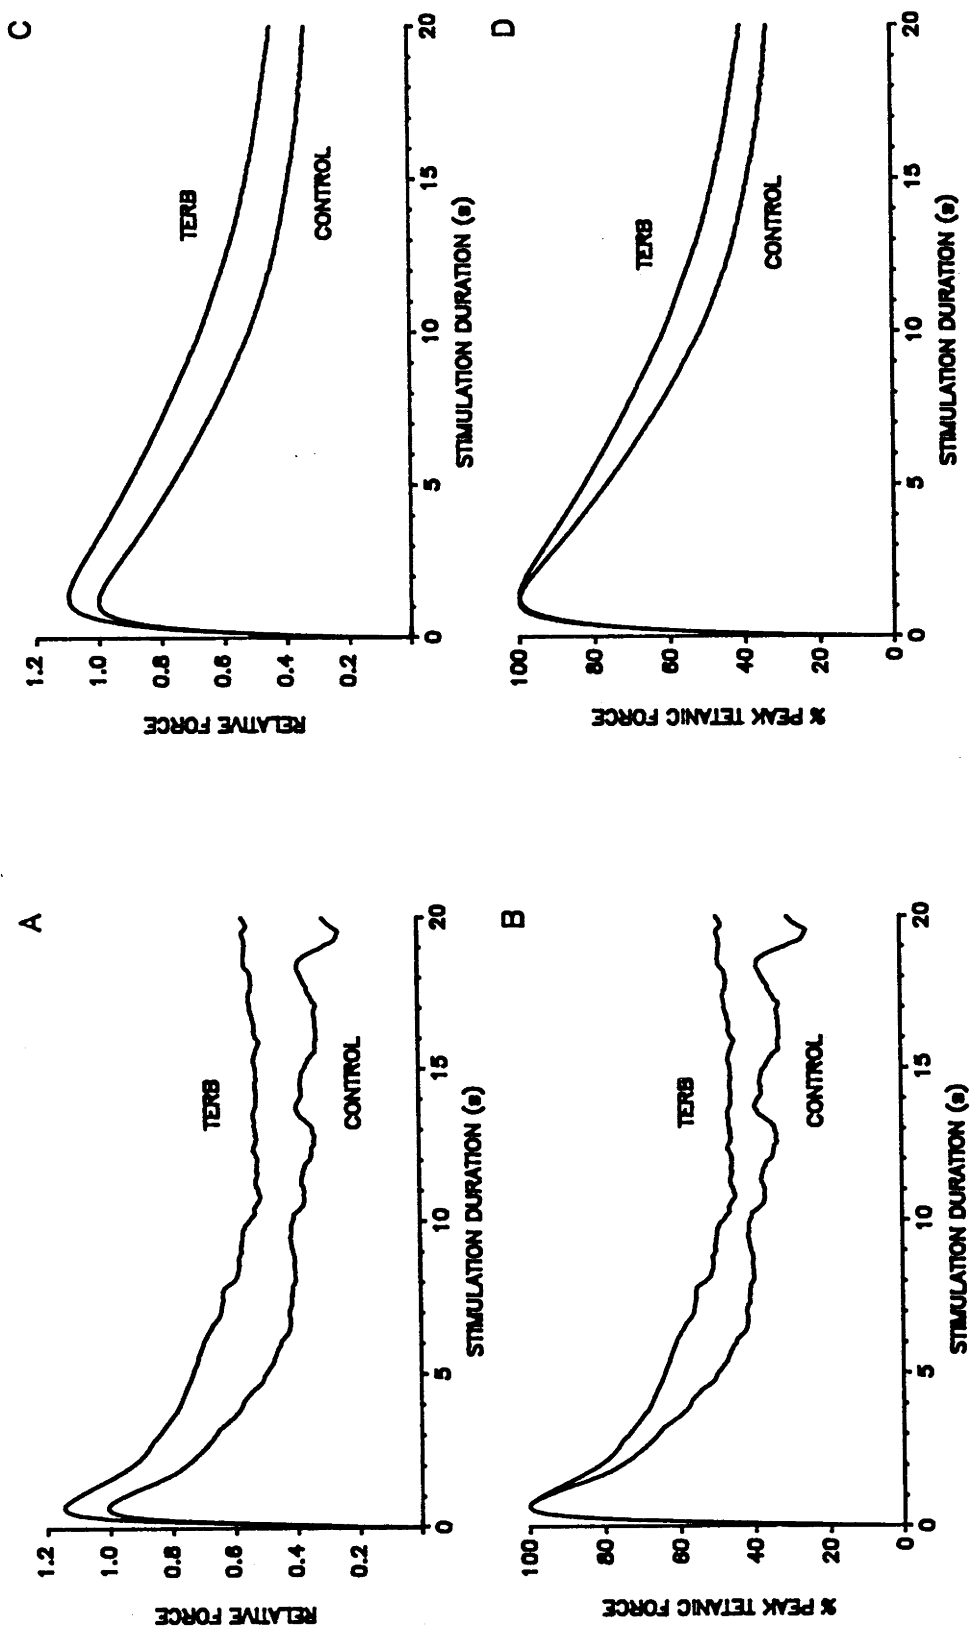 A
1.2
1.0
0.8
0.6
0.4
0.2
RELATIVE FORCE
TERB
CONTROL
0
5
10
15
20
STIMULATION DURATION (s)
B
100
80
60
40
20
0
% PEAK TETANIC FORCE
TERB
CONTROL
0
5
10
15
20
STIMULATION DURATION (s)
C
1.2
1.0
0.8
0.6
0.4
0.2
RELATIVE FORCE
TERB
CONTROL
0
5
10
15
20
STIMULATION DURATION (s)
D
100
80
60
40
20
0
% PEAK TETANIC FORCE
TERB
CONTROL
0
5
10
15
20
STIMULATION DURATION (s)